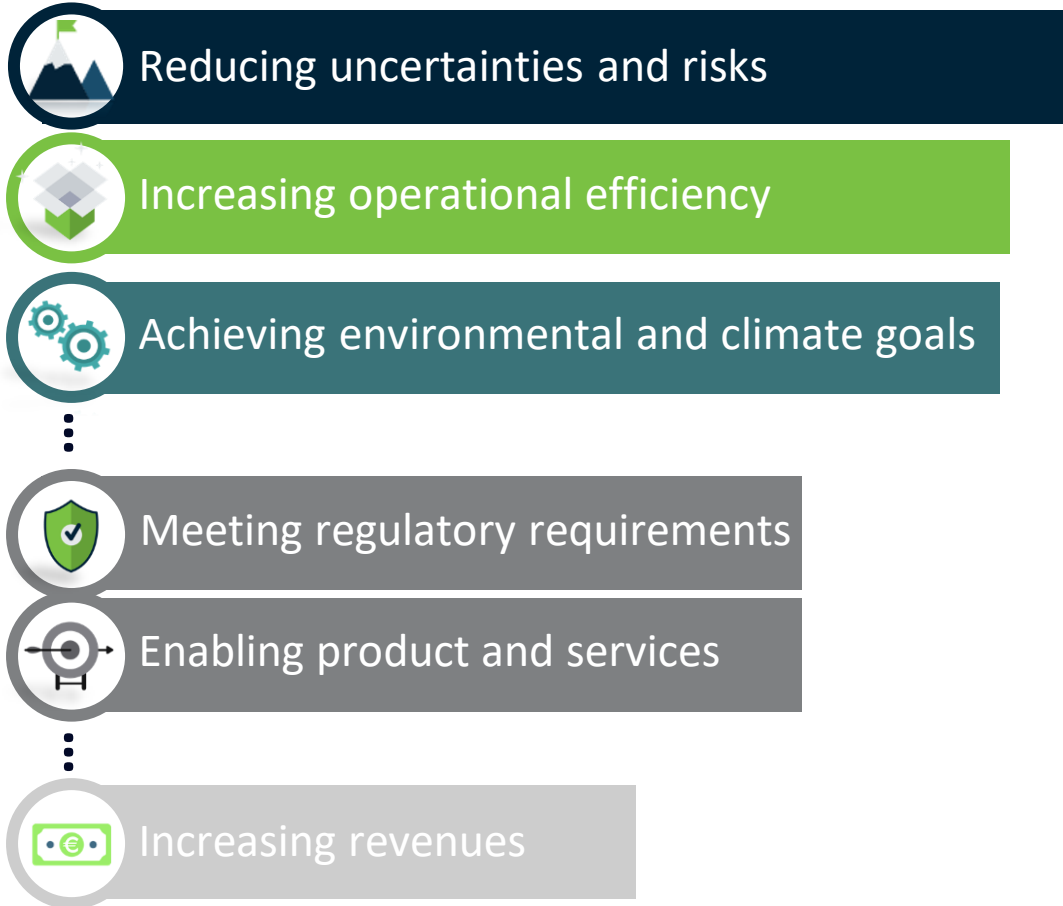 Reducing uncertainties and risks
Increasing operational efficiency
Achieving environmental and climate goals
Meeting regulatory requirements
Enabling product and services
Increasing revenues